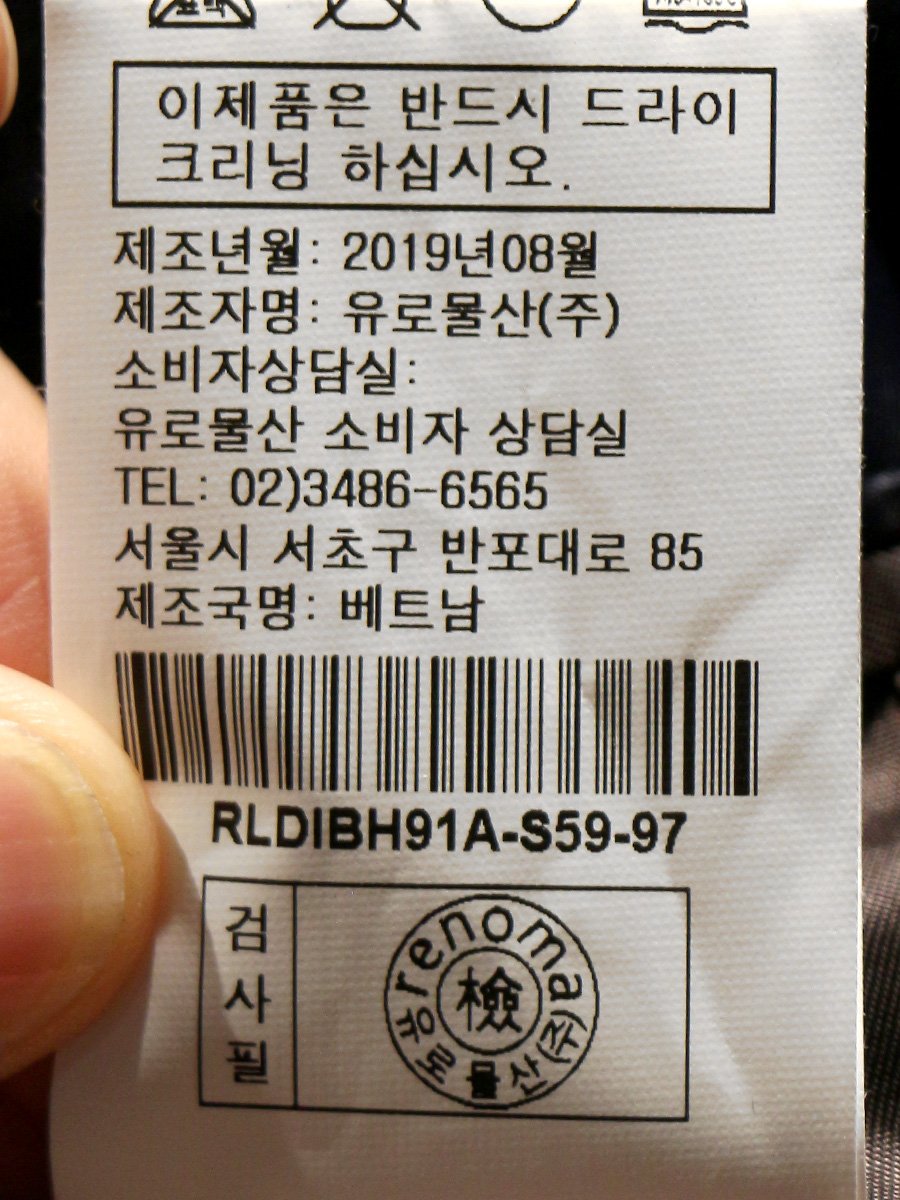 표백
이제품은 반드시 드라이
크리닝 하십시오.
제조년월: 2019년08월
제조자명: 유로물산(주)
소비자상담실:
유로물산 소비자 상담실
TEL: 02)3486-6565
서울시 서초구 반포대로 85
제조국명: 베트남
RLDIBH91A-S59-97
검사필
renoma
檢
유로물산(주)